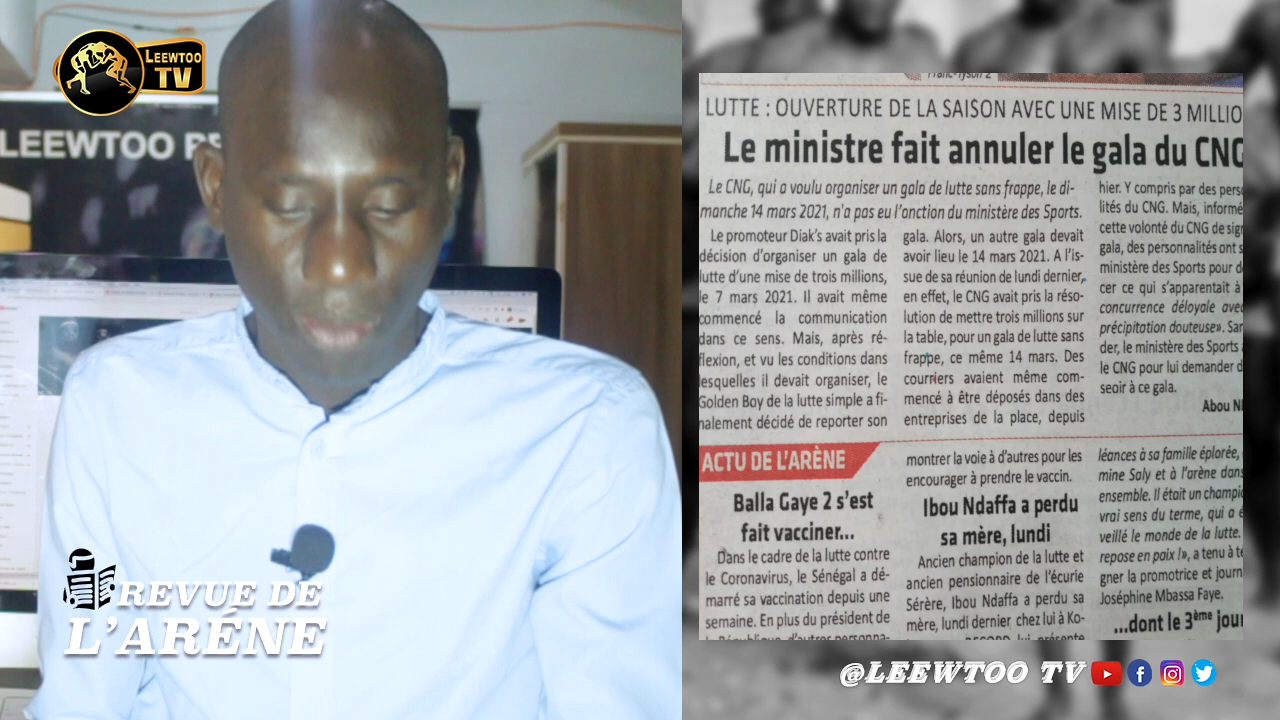 LEEWTOO
TV
LEEWTOO
REVUE DE
L'ARÉNE
Franc-Tyson 2
LUTTE : OUVERTURE DE LA SAISON AVEC UNE MISE DE 3 MILLIO
Le ministre fait annuler le gala du CNG
Le CNG, qui a voulu organiser un gala de lutte sans frappe, le di-
manche 14 mars 2021, n'a pas eu l'onction du ministère des Sports.
Le promoteur Diak's avait pris la
décision d'organiser un gala de
lutte d'une mise de trois millions,
le 7 mars 2021. Il avait même
commencé la communication
dans ce sens. Mais, après ré-
flexion, et vu les conditions dans
lesquelles il devait organiser, le
Golden Boy de la lutte simple a fi-
nalement décidé de reporter son
gala. Alors, un autre gala devait
avoir lieu le 14 mars 2021. A l'is-
sue de sa réunion de lundi dernier,
en effet, le CNG avait pris la réso-
lution de mettre trois millions sur
la table, pour un gala de lutte sans
frappe, ce même 14 mars. Des
courriers avaient même com-
mencé à être déposés dans des
entreprises de la place, depuis
hier. Y compris par des
lités du CNG. Mais, informé
cette volonté du CNG de
gala, des personnalités ont
ministère des Sports pour
cer ce qui s'apparentait à
concurrence déloyale
précipitation douteuse».
der, le ministère des Sports
le CNG pour lui demander
seoir à ce gala.
Abou
ACTU DE L'ARÈNE
Balla Gaye 2 s'est
fait vacciner...
Dans le cadre de la lutte contre
le Coronavirus, le Sénégal a dé-
marré sa vaccination depuis une
semaine. En plus du président de
la République, d'autres personna-
montrer la voie à d'autres pour les
encourager à prendre le vaccin.
Ibou Ndaffa a perdu
sa mère, lundi
Ancien champion de la lutte et
ancien pensionnaire de l'écurie
Sérère, Ibou Ndaffa a perdu sa
mère, lundi dernier chez lui à Ko-
RECORD lui présente
léances à sa famille éplorée,
mine Saly et à l'arène dans
ensemble. Il était un
vrai sens du terme, qui a
veillé le monde de la lutte.
repose en paix !», a tenu à
gner la promotrice et
Joséphine Mbassa Faye.
...dont le 3ème jour
@LEEWTOO TV